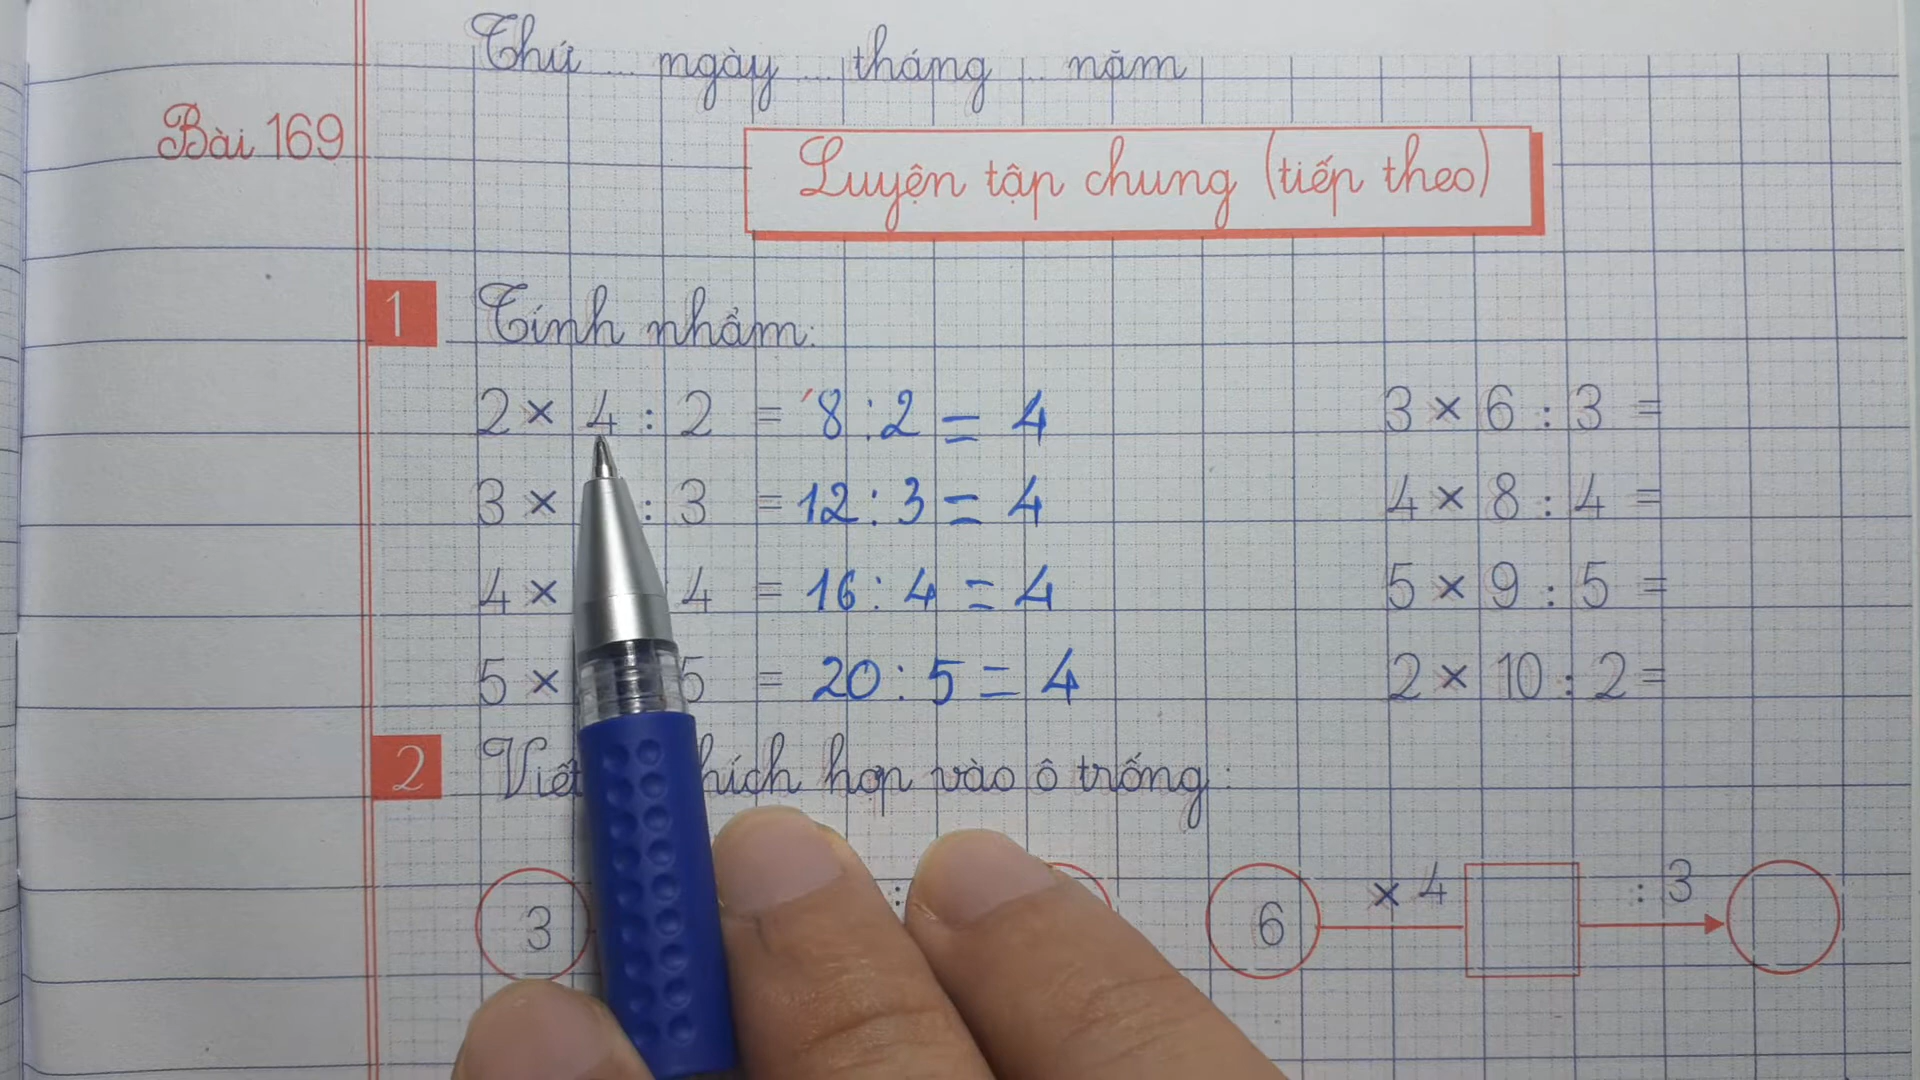 Thứ ... ngày ... tháng ... năm
Bài 169
Luyện tập chung (tiếp theo)
1 Tính nhẩm:
2 × 4 : 2 = 8 : 2 = 4 3 × 6 : 3 =
3 × : 3 = 12 : 3 = 4 4 × 8 : 4 =
4 × 4 = 16 : 4 = 4 5 × 9 : 5 =
5 × 5 = 20 : 5 = 4 2 × 10 : 2 =
2 Viết hích hợp vào ô trống:
3 : 6 × 4 : 3